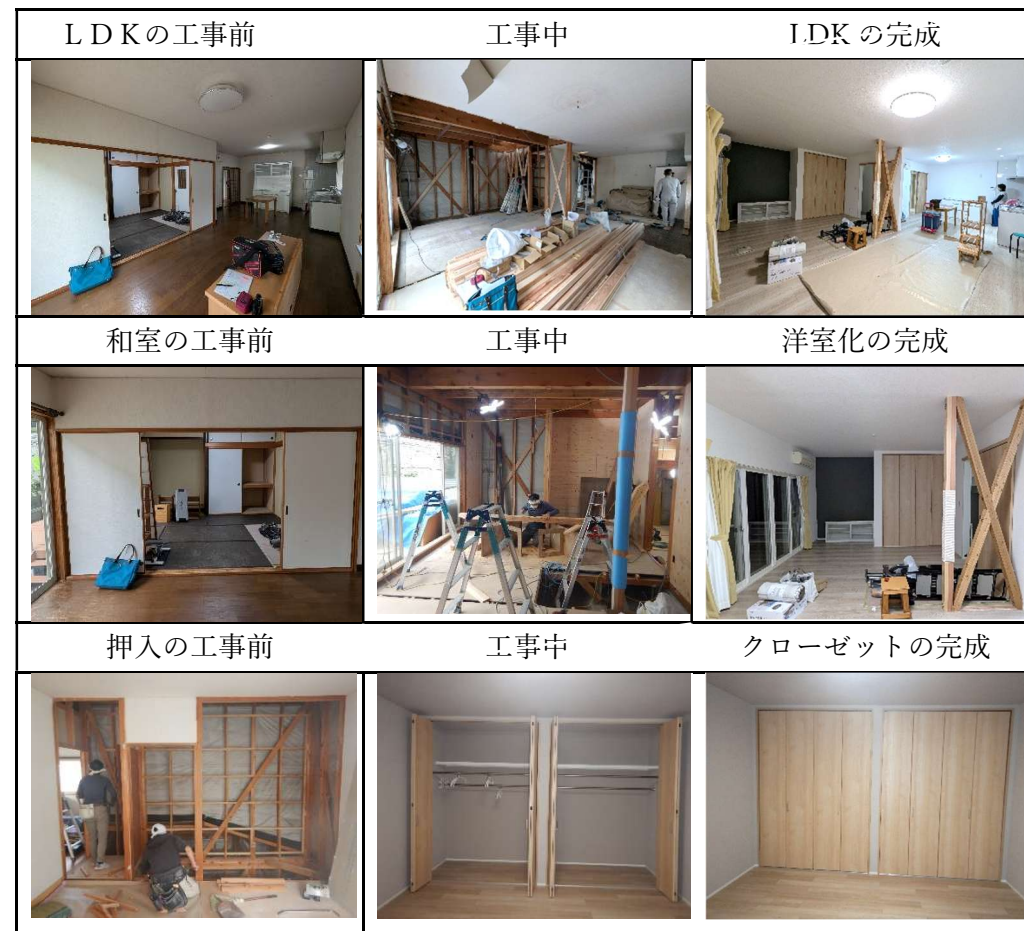 ＬＤＫの工事前
工事中
LDK の完成
和室の工事前
工事中
洋室化の完成
押入の工事前
工事中
クローゼットの完成